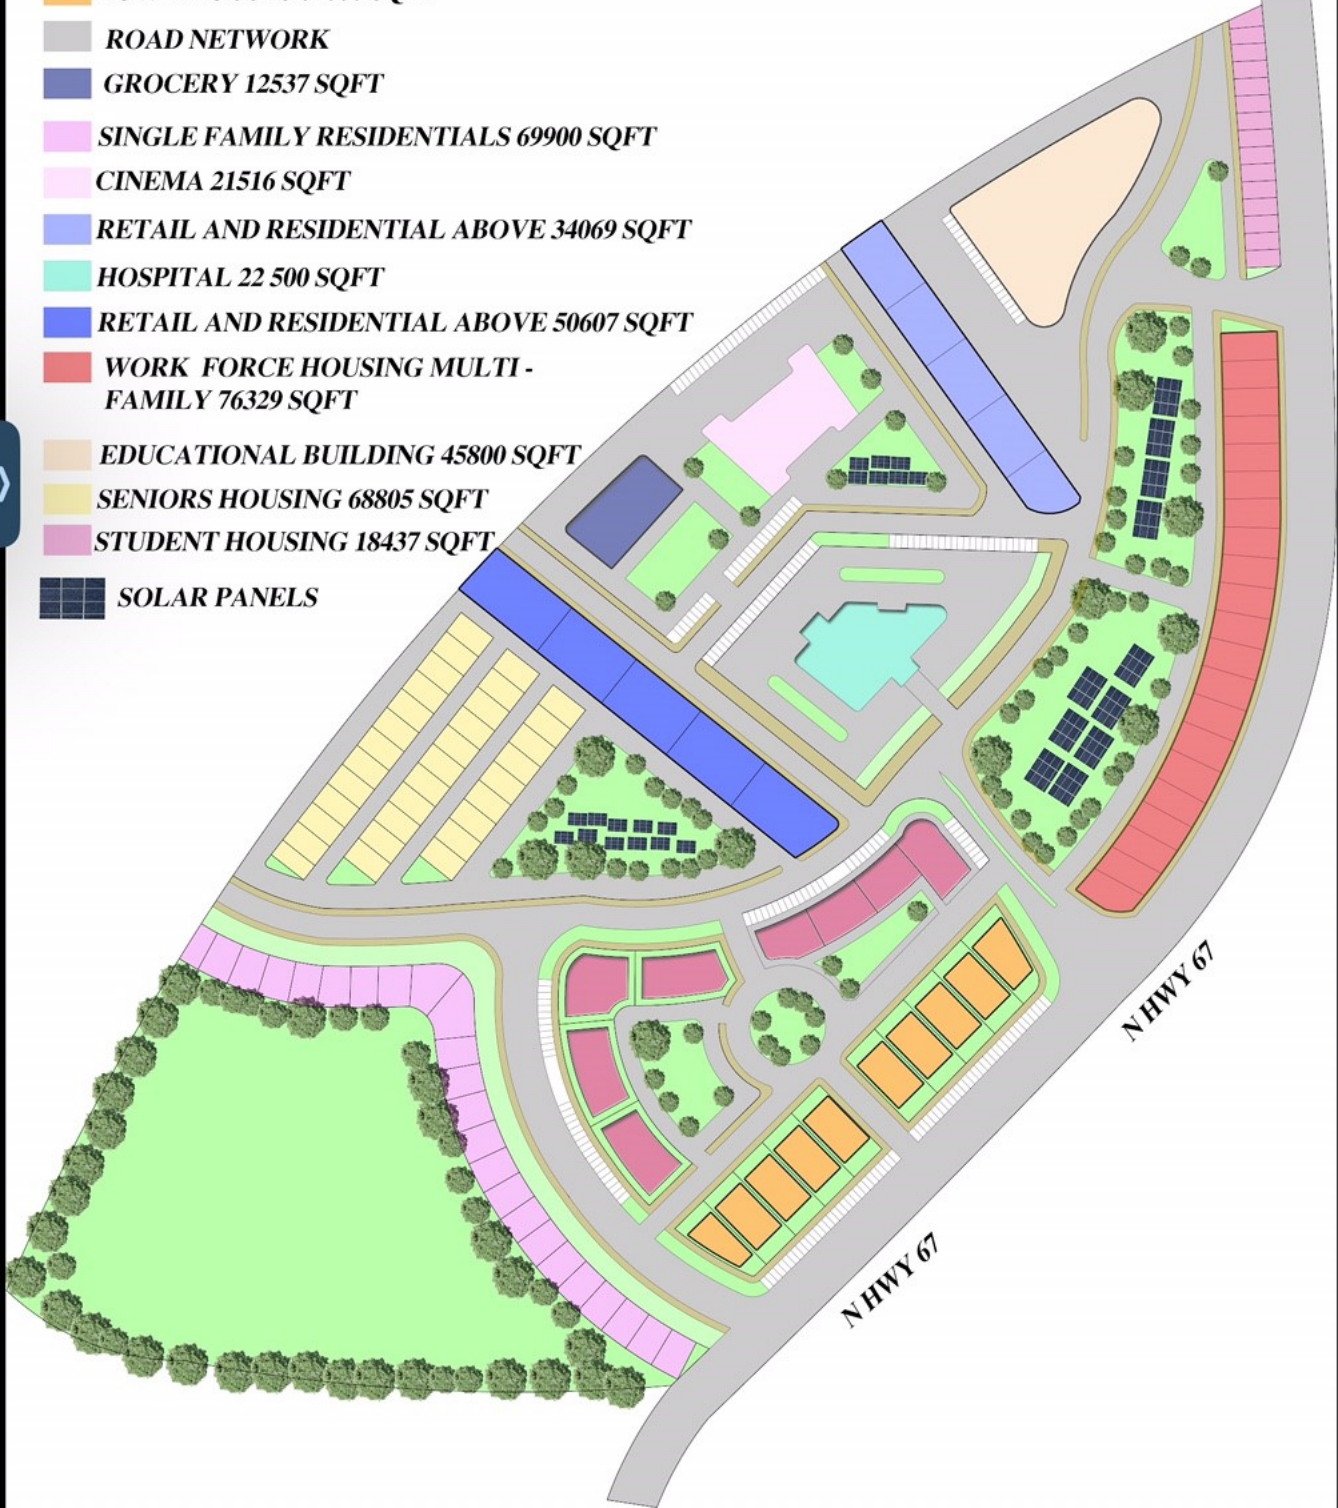 ROAD NETWORK
GROCERY 12537 SQFT
SINGLE FAMILY RESIDENTIALS 69900 SQFT
CINEMA 21516 SQFT
RETAIL AND RESIDENTIAL ABOVE 34069 SQFT
HOSPITAL 22 500 SQFT
RETAIL AND RESIDENTIAL ABOVE 50607 SQFT
WORK FORCE HOUSING MULTI -
FAMILY 76329 SQFT
EDUCATIONAL BUILDING 45800 SQFT
SENIORS HOUSING 68805 SQFT
STUDENT HOUSING 18437 SQFT
SOLAR PANELS
N HWY 67
N HWY 67